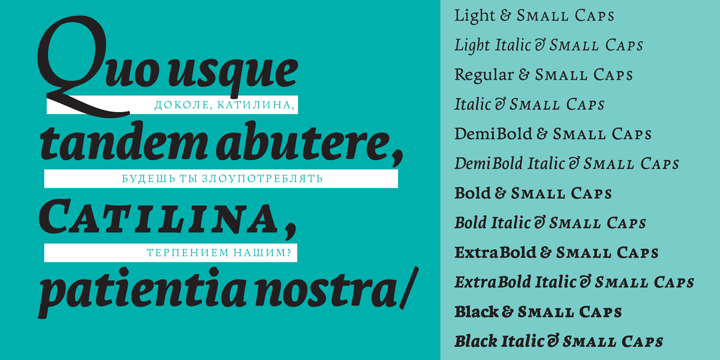 Quo usque
ДОКОЛЕ, КАТИЛИНА,
tandem abutere,
БУДЕШЬ ТЫ ЗЛОУПОТРЕБЛЯТЬ
CATILINA,
ТЕРПЕНИЕМ НАШИМ?
patientia nostra/
Light & SMALL CAPS
Light Italic & SMALL CAPS
Regular & SMALL CAPS
Italic & SMALL CAPS
DemiBold & SMALL CAPS
DemiBold Italic & SMALL CAPS
Bold & SMALL CAPS
Bold Italic & SMALL CAPS
ExtraBold & SMALL CAPS
ExtraBold Italic & SMALL CAPS
Black & SMALL CAPS
Black Italic & SMALL CAPS